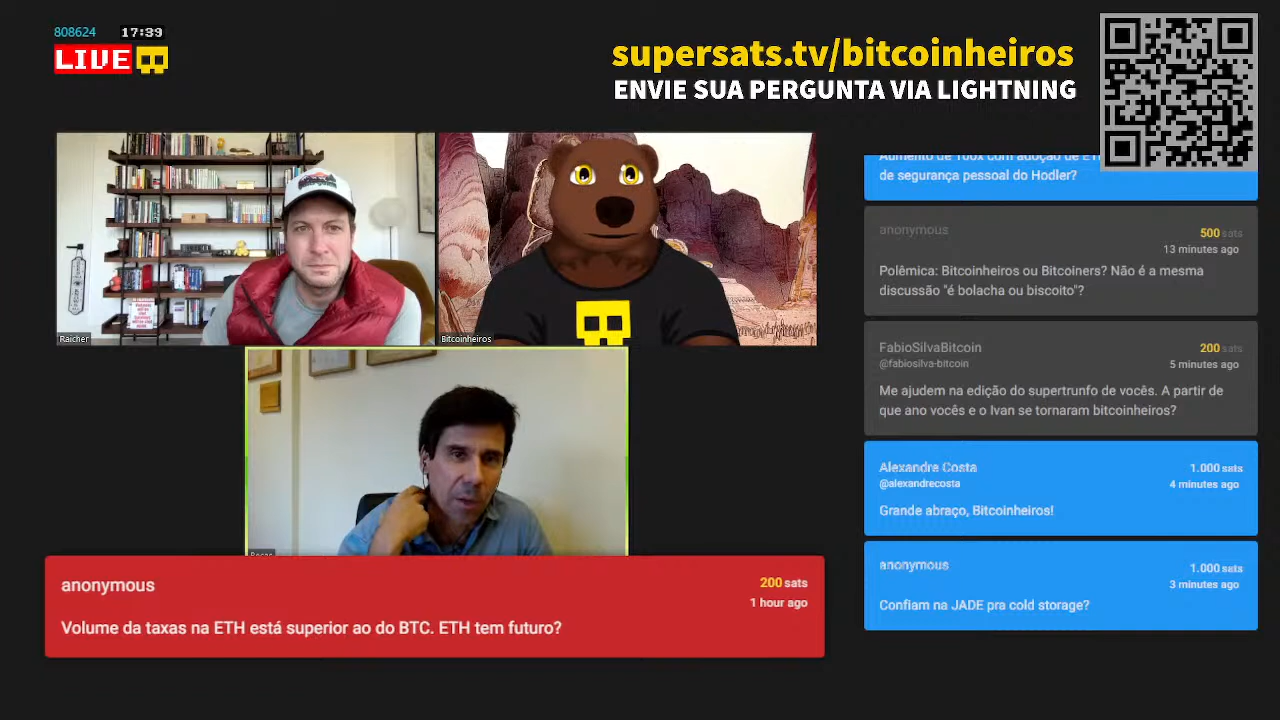 808624 17:39
LIVE
supersats.tv/bitcoinheiros
ENVIE SUA PERGUNTA VIA LIGHTNING
Raicher
Bitcoinheiros
anonymous
200 sats
1 hour ago
Volume da taxas na ETH está superior ao do BTC. ETH tem futuro?
Aumento de 100x com adoção de
de segurança pessoal do Hodler?
anonymous
500 sats
13 minutes ago
Polêmica: Bitcoinheiros ou Bitcoiners? Não é a mesma
discussão "é bolacha ou biscoito"?
FabioSilvaBitcoin
200 sats
@fabiosilva-bitcoin
5 minutes ago
Me ajudem na edição do supertrunfo de vocês. A partir de
que ano vocês e o Ivan se tornaram bitcoinheiros?
Alexandre Costa
1.000 sats
@alexandrecosta
4 minutes ago
Grande abraço, Bitcoinheiros!
anonymous
1.000 sats
3 minutes ago
Confiam na JADE pra cold storage?